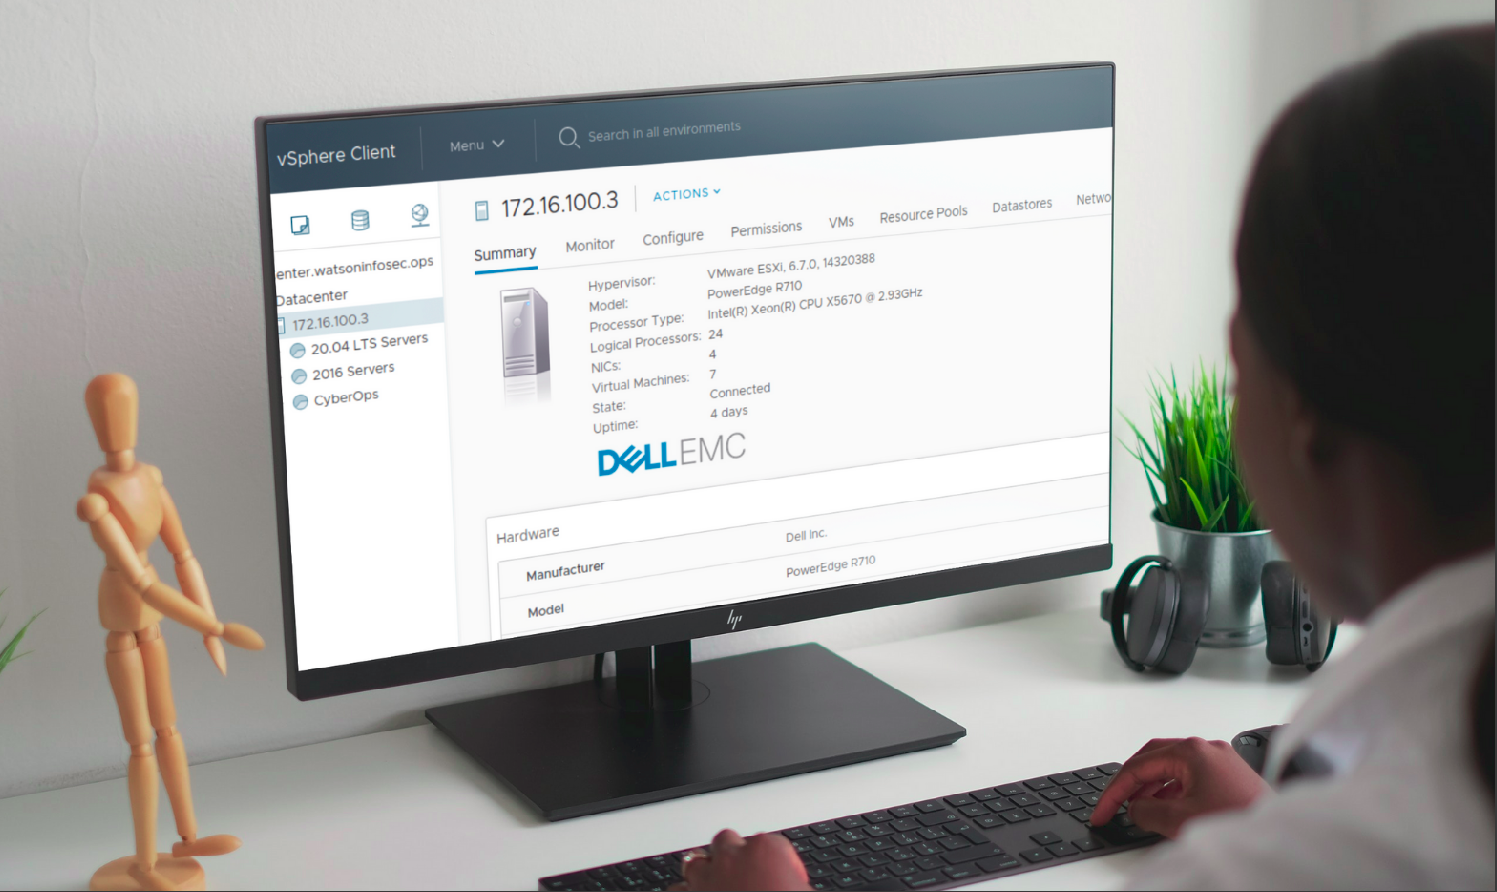 vSphere Client
Menu
Search in all environments
172.16.100.3
ACTIONS
Summary
Monitor
Configure
Permissions
VMs
Resource Pools
Datastores
Netwo
enter.watsoninfosec.ops
Datacenter
172.16.100.3
20.04 LTS Servers
2016 Servers
CyberOps
Hypervisor: VMware ESXi, 6.7.0, 14320388
Model: PowerEdge R710
Processor Type: Intel(R) Xeon(R) CPU X5670 @ 2.93GHz
Logical Processors: 24
NICs: 4
Virtual Machines: 7
State: Connected
Uptime: 4 days
DELL EMC
Hardware
Manufacturer Dell Inc.
Model PowerEdge R710
hp